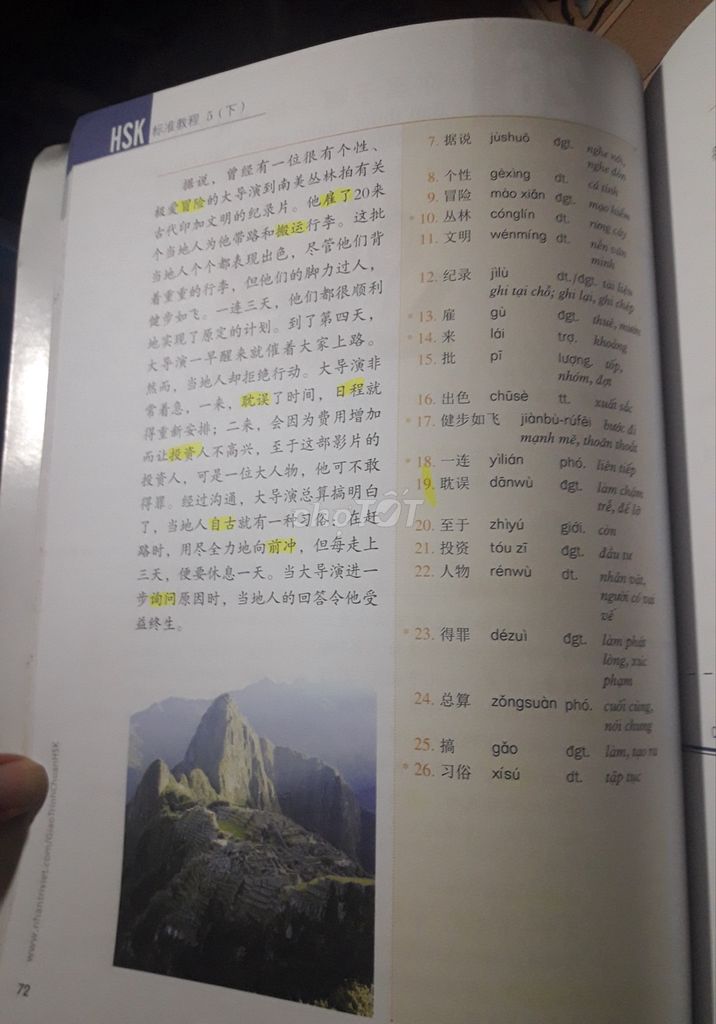 HSK 标准教程 5（下）
据说，曾经有一位很有个性、
极爱冒险的大导演到南美丛林拍有关
古代印加文明的纪录片。他雇了20来
个当地人为他带路和搬运行李。这批
当地人个个都表现出色，尽管他们背
着重重的行李，但他们的脚力过人，
健步如飞。一连三天，他们都很顺利
地实现了原定的计划。到了第四天，
大导演一早醒来就催着大家上路。
然而，当地人却拒绝行动。大导演非
常着急，一来，耽误了时间，日程就
得重新安排；二来，会因为费用增加
而让投资人不高兴，至于这部影片的
投资人，可是一位大人物，他可不敢
得罪。经过沟通，大导演总算搞明白
了，当地人自古就有一种习俗：在赶
路时，用尽全力地向前冲，但每走上
三天，便要休息一天。当大导演进一
步询问原因时，当地人的回答令他受
益终生。
7. 据说 jùshuō đgt. nghe nói,
nghe đồn
8. 个性 gèxìng dt. cá tính
9. 冒险 mào xiǎn đgt. mạo hiểm
*10. 丛林 cónglín dt. rừng cây
11. 文明 wénmíng dt. nền văn
minh
12. 纪录 jìlù dt./đgt. tài liệu
ghi tại chỗ; ghi lại, ghi chép
*13. 雇 gù đgt. thuê, mướn
*14. 来 lái trợ. khoảng
15. 批 pī lượng. tốp,
nhóm, đợt
16. 出色 chūsè tt. xuất sắc
*17. 健步如飞 jiànbù-rúfēi bước đi
mạnh mẽ, thoăn thoắt
*18. 一连 yìlián phó. liên tiếp
19. 耽误 dānwù đgt. làm chậm
trễ, để lỡ
20. 至于 zhìyú giới. còn
21. 投资 tóu zī đgt. đầu tư
22. 人物 rénwù dt. nhân vật,
người có vai
vế
*23. 得罪 dézuì đgt. làm phật
lòng, xúc
phạm
24. 总算 zǒngsuàn phó. cuối cùng,
nói chung
25. 搞 gǎo đgt. làm, tạo ra
*26. 习俗 xísú dt. tập tục
chợTỐT
www.nhantriviet.com/GiaoTrinhChuanHSK
72